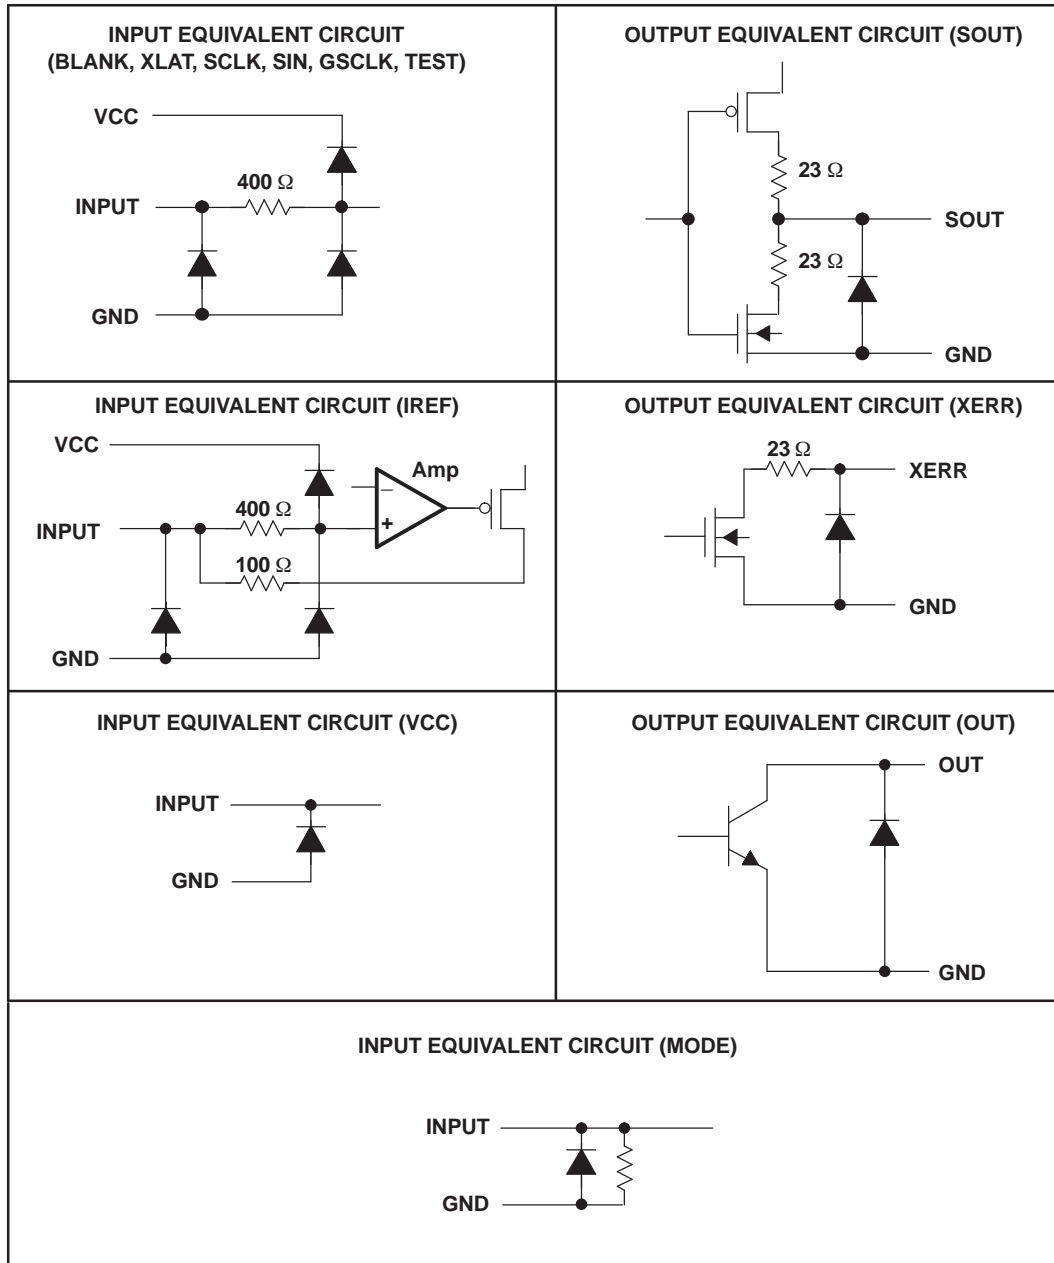 INPUT EQUIVALENT CIRCUIT
(BLANK, XLAT, SCLK, SIN, GSCLK, TEST)
VCC
400 Ω
INPUT
GND
OUTPUT EQUIVALENT CIRCUIT (SOUT)
23 Ω
SOUT
23 Ω
GND
INPUT EQUIVALENT CIRCUIT (IREF)
VCC
Amp
400 Ω
INPUT
100 Ω
GND
–
+
OUTPUT EQUIVALENT CIRCUIT (XERR)
23 Ω
XERR
GND
INPUT EQUIVALENT CIRCUIT (VCC)
INPUT
GND
OUTPUT EQUIVALENT CIRCUIT (OUT)
OUT
GND
INPUT EQUIVALENT CIRCUIT (MODE)
INPUT
GND